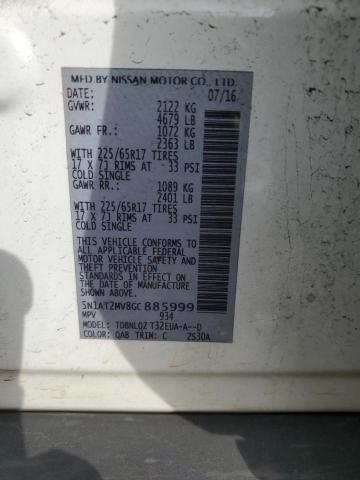 MFD BY NISSAN MOTOR CO., LTD.
DATE: 07/16
GVWR: 2122 KG
4679 LB
GAWR FR.: 1072 KG
2363 LB
WITH 225/65R17 TIRES
17 X 7J RIMS AT 33 PSI
COLD SINGLE
GAWR RR.: 1089 KG
2401 LB
WITH 225/65R17 TIRES
17 X 7J RIMS AT 33 PSI
COLD SINGLE
THIS VEHICLE CONFORMS TO
ALL APPLICABLE FEDERAL
MOTOR VEHICLE SAFETY AND
THEFT PREVENTION
STANDARDS IN EFFECT ON
THE DATE OF MANUFACTURE
SHOWN ABOVE.
5N1AT2MV8GC885999
MPV 934
MODEL: TDBNLQZ T32EUA-A--D
COLOR: QAB TRIM: C ZS30A